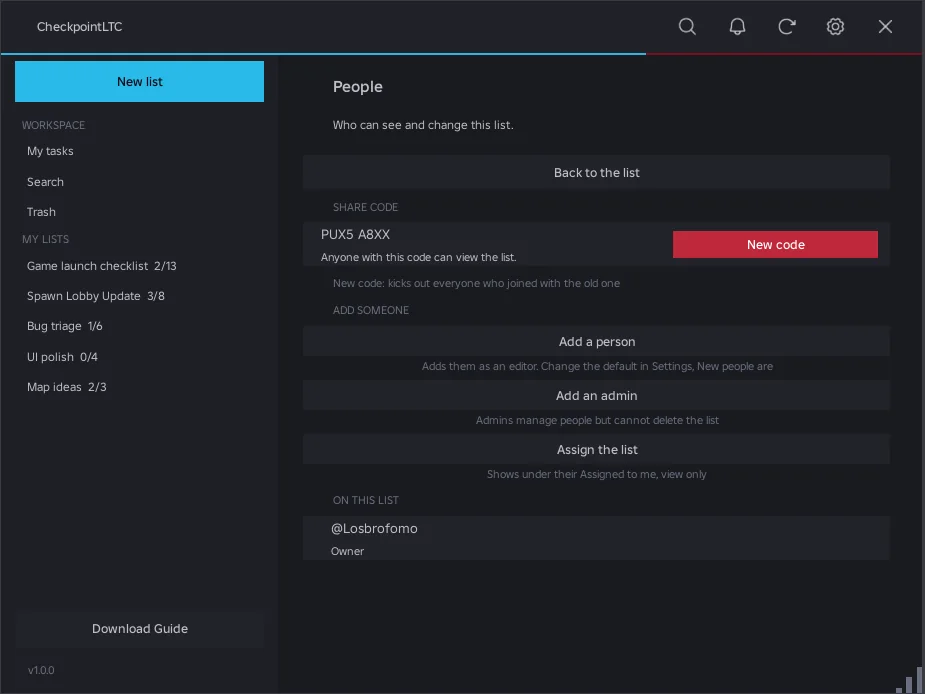 CheckpointLTC
New list
WORKSPACE
My tasks
Search
Trash
MY LISTS
Game launch checklist 2/13
Spawn Lobby Update 3/8
Bug triage 1/6
UI polish 0/4
Map ideas 2/3
Download Guide
v1.0.0
People
Who can see and change this list.
Back to the list
SHARE CODE
PUX5 A8XX
Anyone with this code can view the list.
New code
New code: kicks out everyone who joined with the old one
ADD SOMEONE
Add a person
Adds them as an editor. Change the default in Settings, New people are
Add an admin
Admins manage people but cannot delete the list
Assign the list
Shows under their Assigned to me, view only
ON THIS LIST
@Losbrofomo
Owner